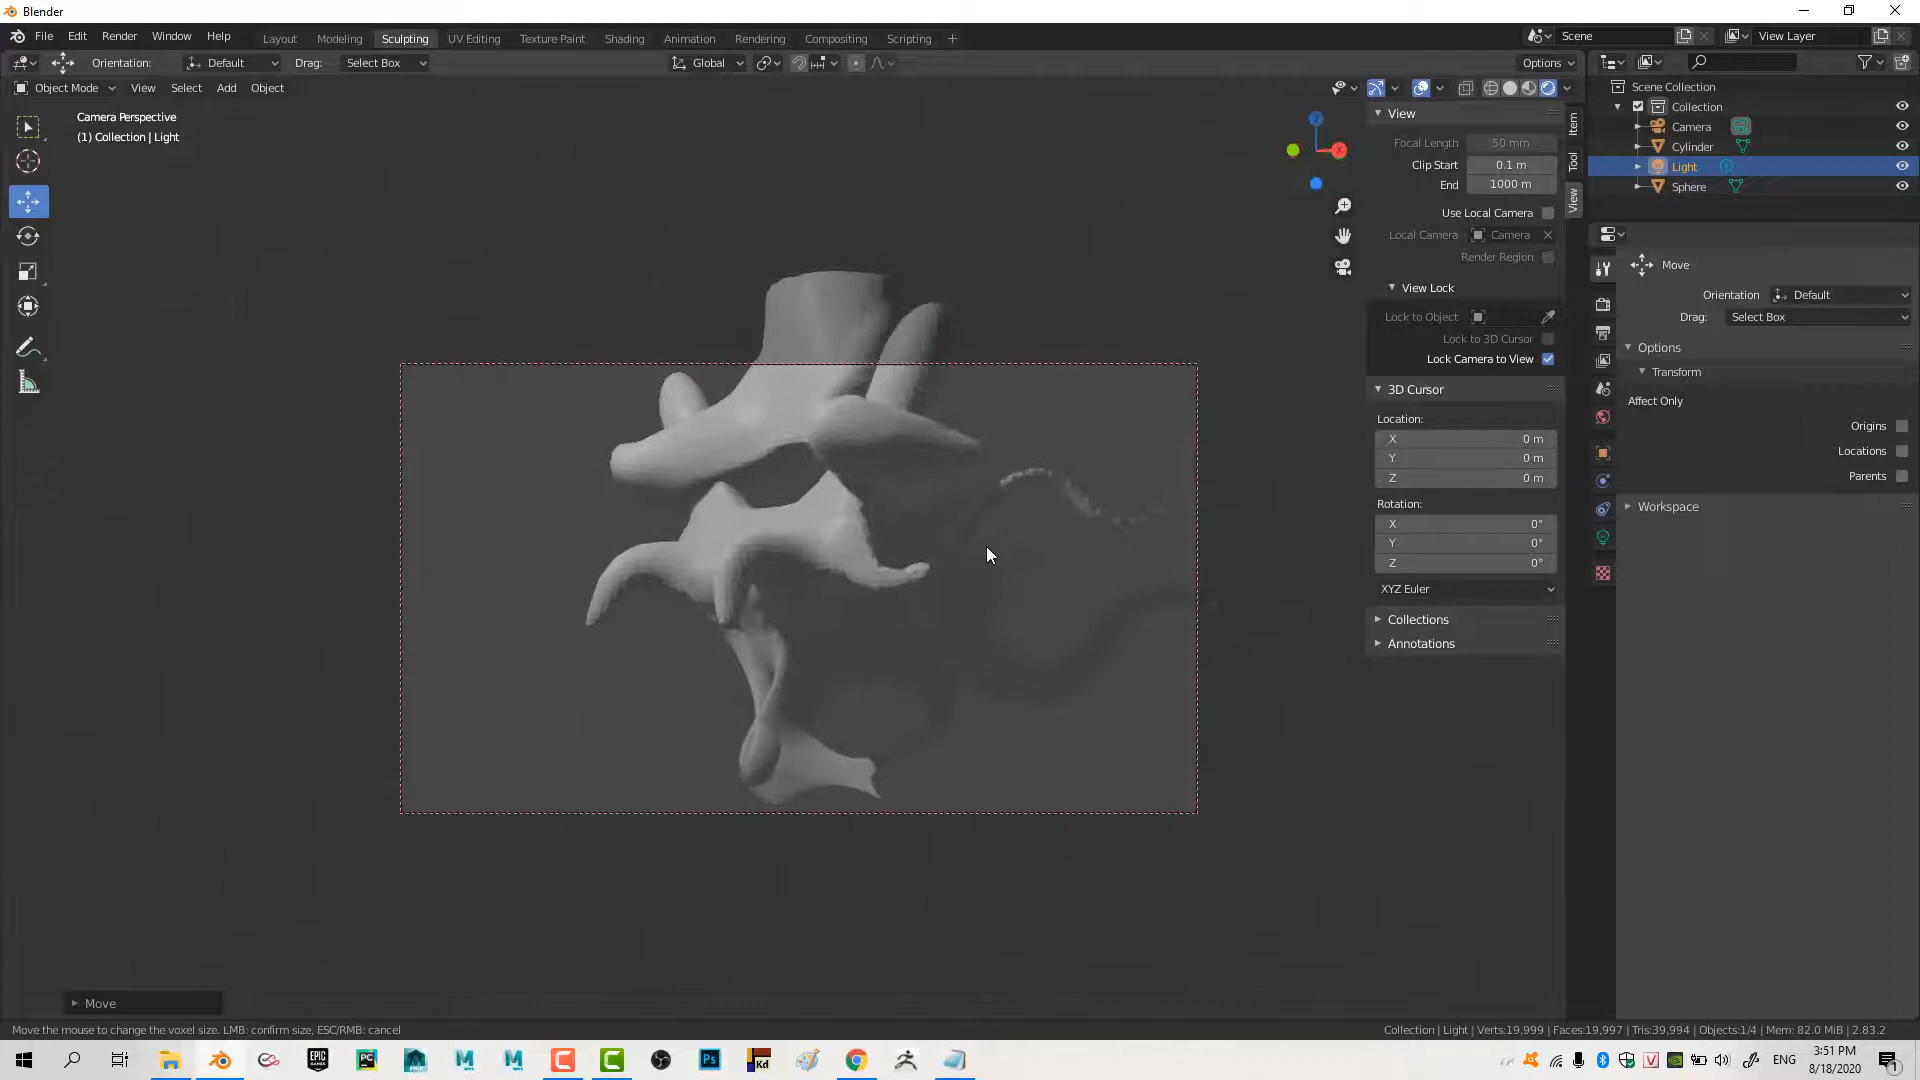 Blender
File Edit Render Window Help Layout Modeling Sculpting UV Editing Texture Paint Shading Animation Rendering Compositing Scripting + Scene View Layer
Orientation: Default Drag: Select Box Global Options
Object Mode View Select Add Object
Camera Perspective
(1) Collection | Light
View
Focal Length 50 mm
Clip Start 0.1 m
End 1000 m
Use Local Camera
Local Camera Camera
Render Region
View Lock
Lock to Object
Lock to 3D Cursor
Lock Camera to View
3D Cursor
Location:
X 0 m
Y 0 m
Z 0 m
Rotation:
X 0°
Y 0°
Z 0°
XYZ Euler
Collections
Annotations
Item
Tool
View
Scene Collection
Collection
Camera
Cylinder
Light
Sphere
Move
Orientation Default
Drag: Select Box
Options
Transform
Affect Only
Origins
Locations
Parents
Workspace
X
Move
Move the mouse to change the voxel size. LMB: confirm size, ESC/RMB: cancel
Collection | Light | Verts:19,999 | Faces:19,997 | Tris:39,994 | Objects:1/4 | Mem: 82.0 MiB | 2.83.2
EPIC GAMES PC M M C C Ps Kd V ENG 3:51 PM
8/18/2020 1